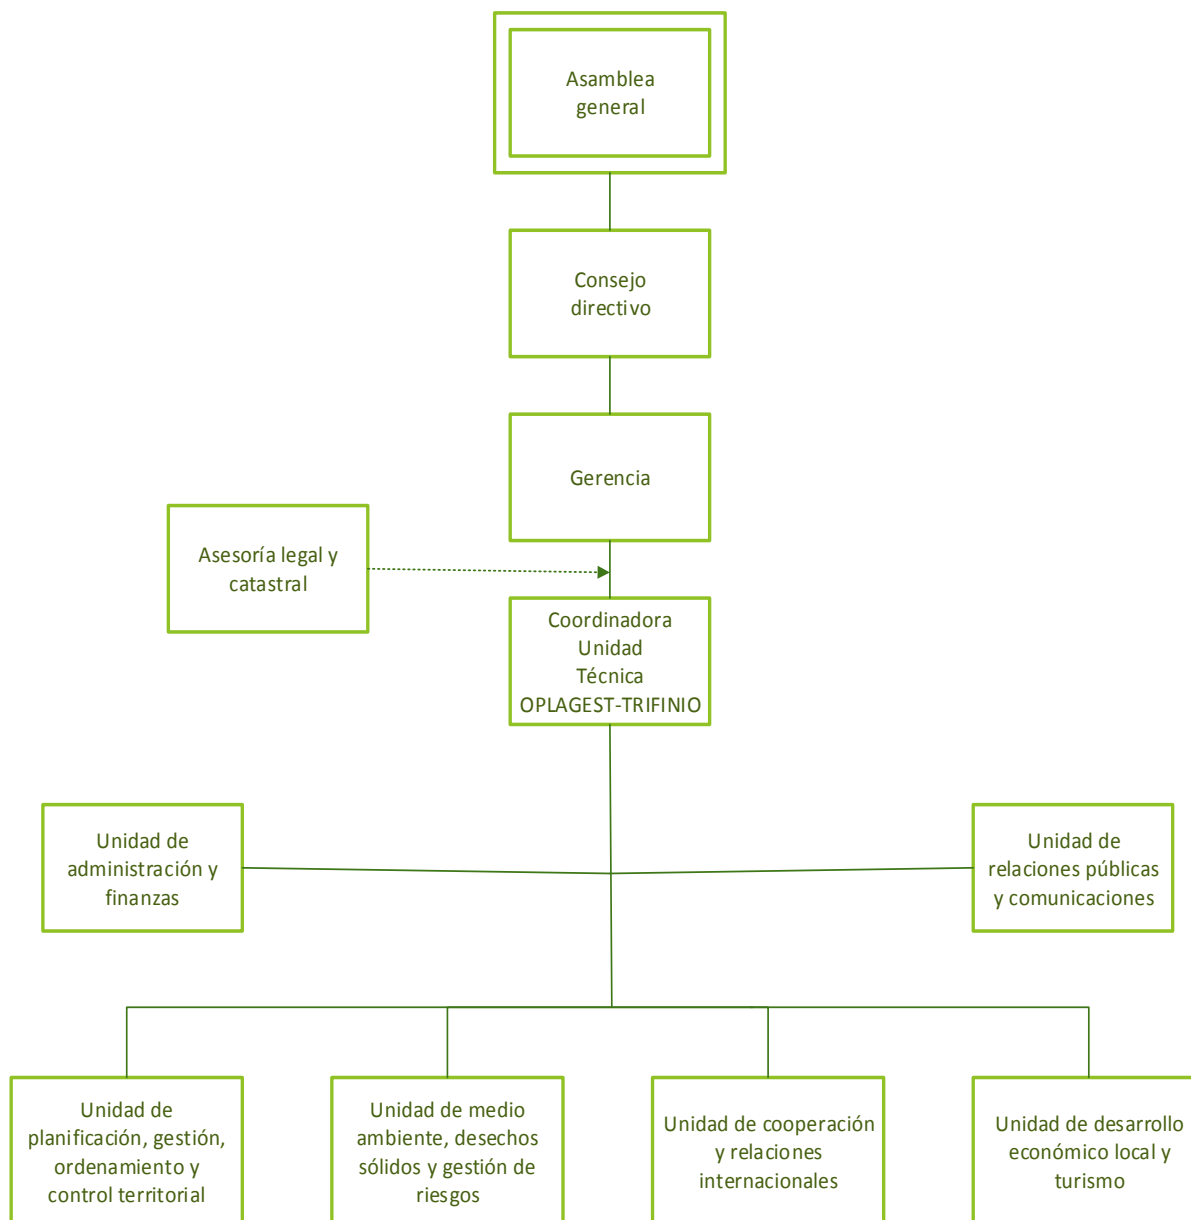 Asamblea
general
Consejo
directivo
Gerencia
Asesoría legal y
catastral
Coordinadora
Unidad
Técnica
OPLAGEST-TRIFINIO
Unidad de
administración y
finanzas
Unidad de
relaciones públicas
y comunicaciones
Unidad de
planificación, gestión,
ordenamiento y
control territorial
Unidad de medio
ambiente, desechos
sólidos y gestión de
riesgos
Unidad de cooperación
y relaciones
internacionales
Unidad de desarrollo
económico local y
turismo